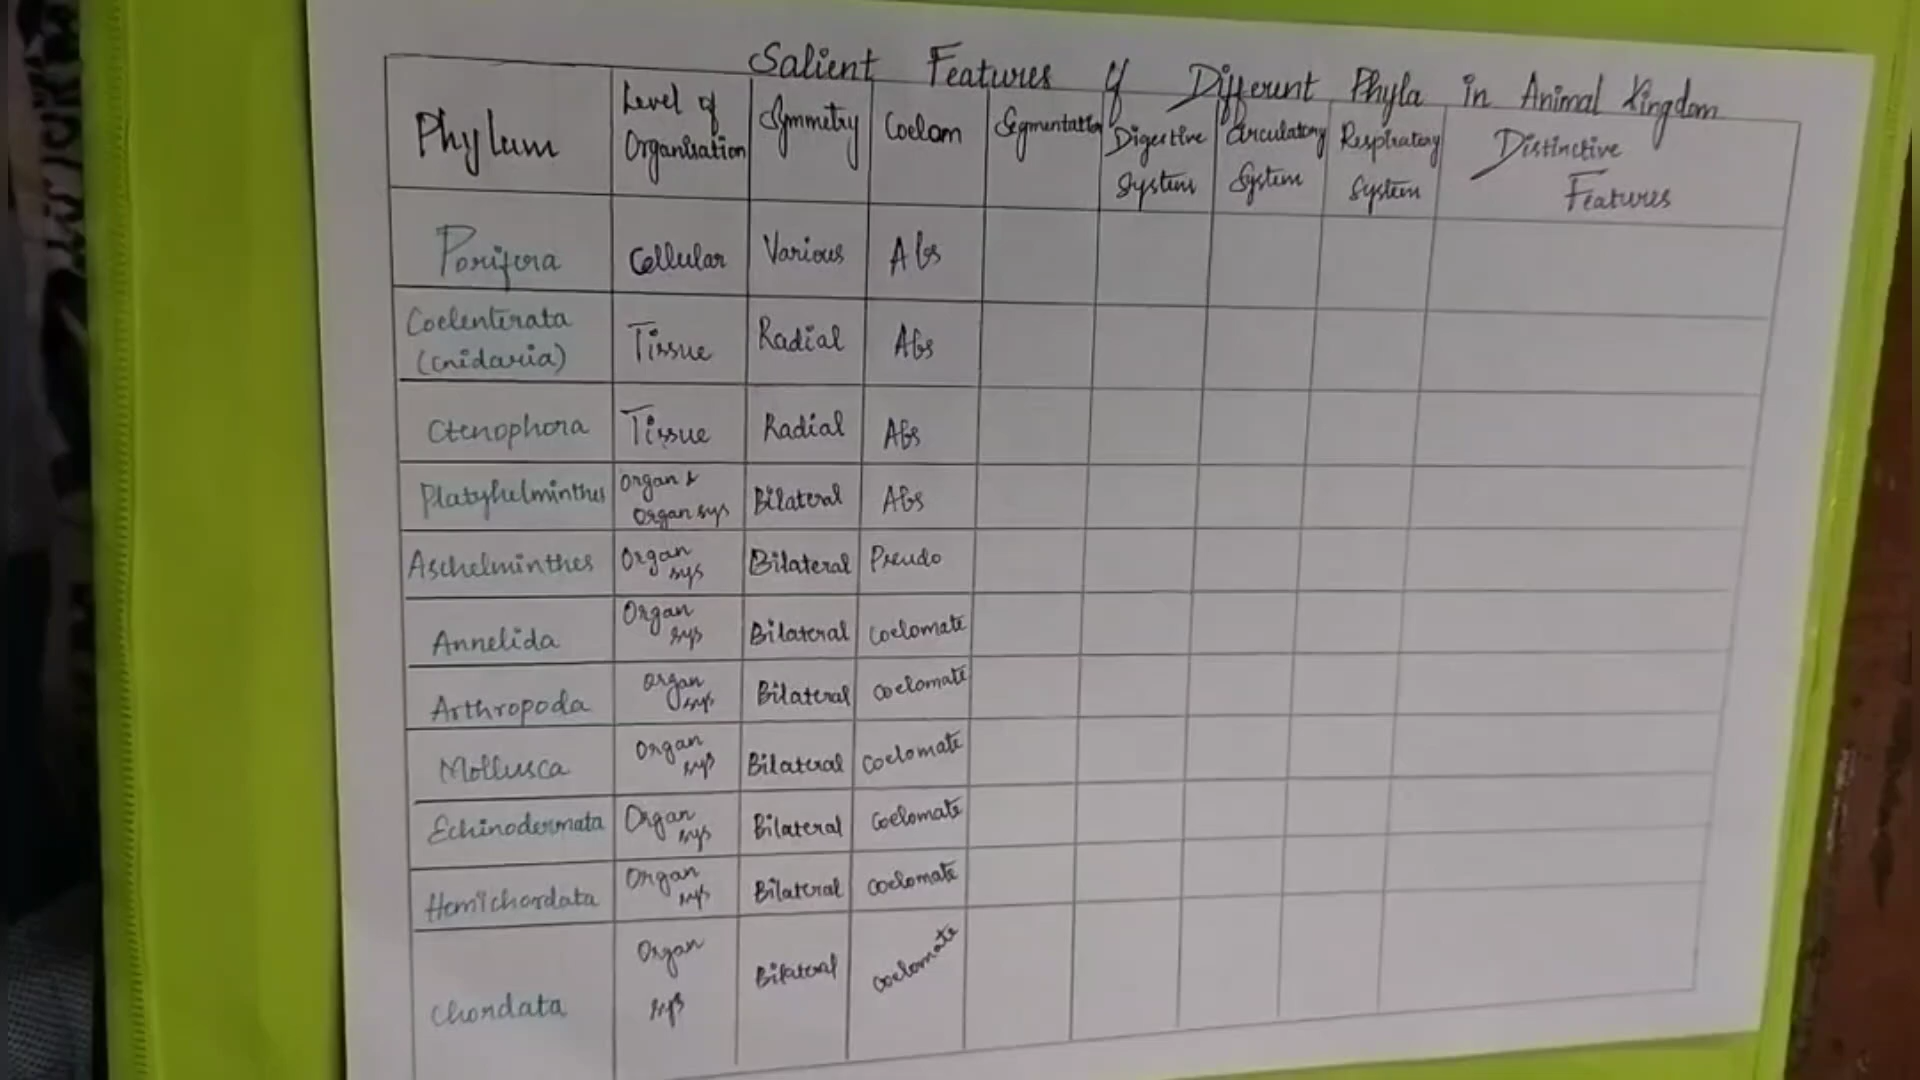 Salient Features of Different Phyla in Animal Kingdom
Phylum Level of Organisation Symmetry Coelom Segmentation Digestive System Circulatory System Respiratory System Distinctive Features
Porifera Cellular Various Abs
Coelenterata (Cnidaria) Tissue Radial Abs
Ctenophora Tissue Radial Abs
Platyhelminthes Organ & Organ sys Bilateral Abs
Aschelminthes Organ sys Bilateral Pseudo
Annelida Organ sys Bilateral Coelomate
Arthropoda Organ sys Bilateral Coelomate
Mollusca Organ sys Bilateral Coelomate
Echinodermata Organ sys Bilateral Coelomate
Hemichordata Organ sys Bilateral Coelomate
Chordata Organ sys Bilateral Coelomate